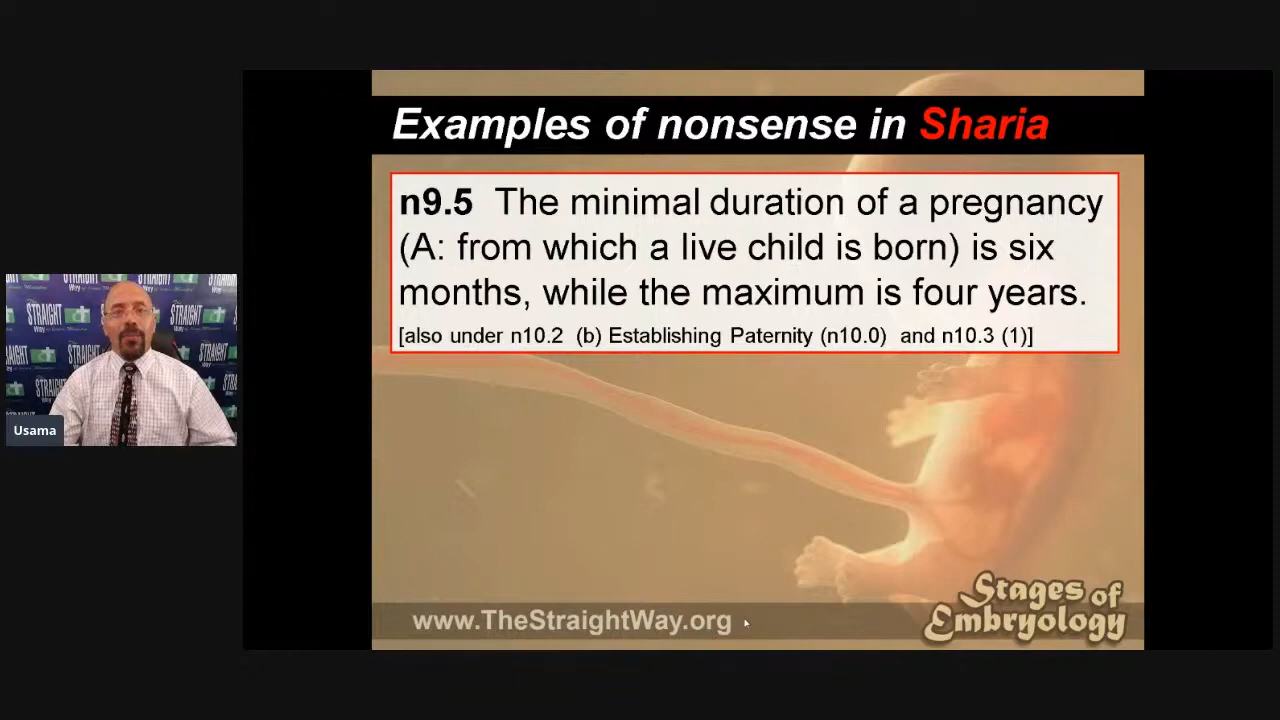 Examples of nonsense in Sharia
n9.5 The minimal duration of a pregnancy
(A: from which a live child is born) is six
months, while the maximum is four years.
[also under n10.2 (b) Establishing Paternity (n10.0) and n10.3 (1)]
STRAIGHT
Way
Usama
www.TheStraightWay.org
Stages of
Embryology